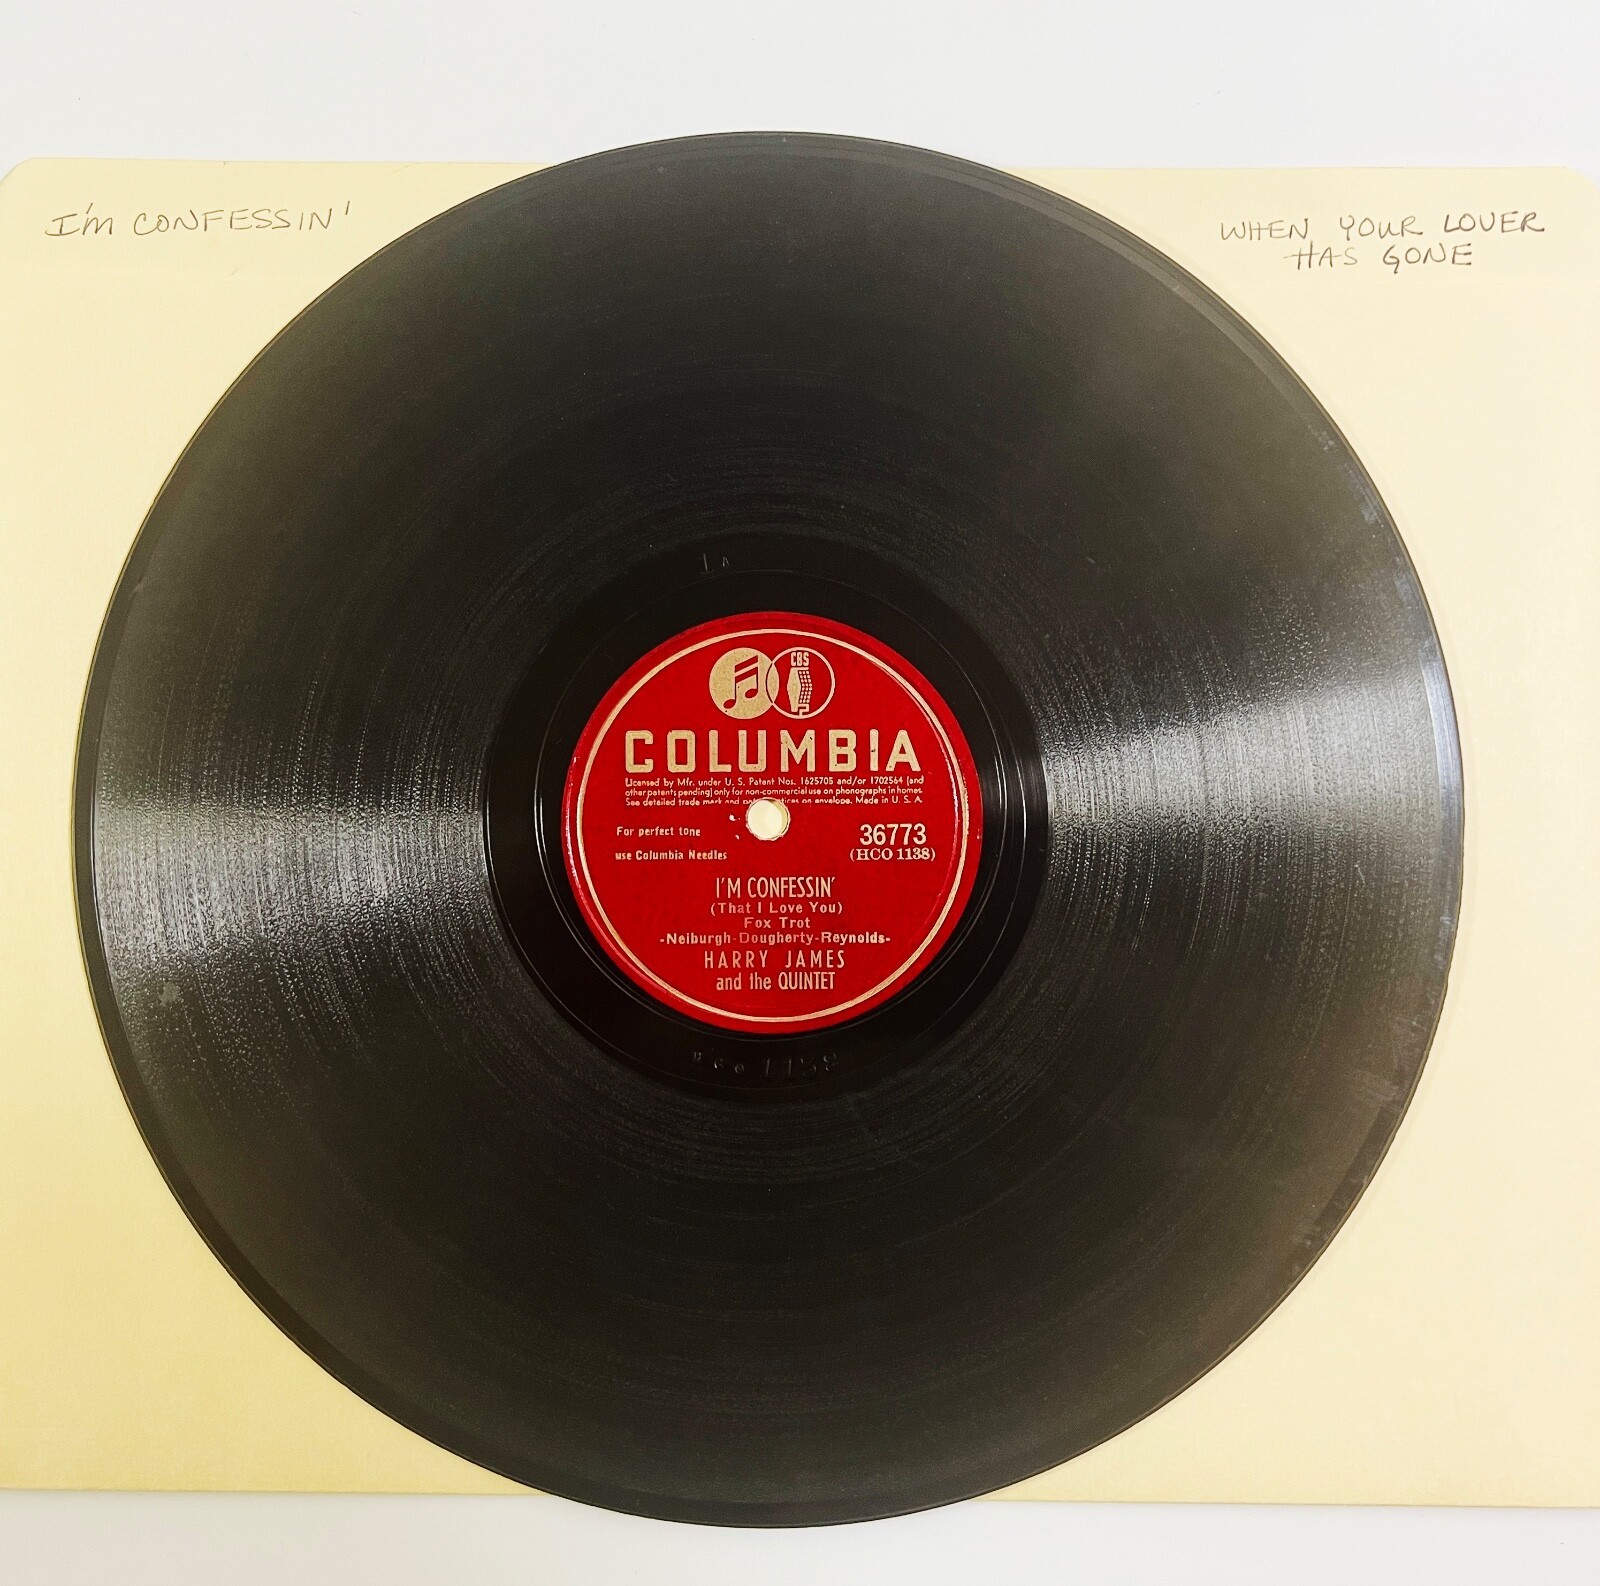 I'M CONFESSIN'
WHEN YOUR LOVER
HAS GONE
1A
CBS
COLUMBIA
Licensed by Mfr. under U. S. Patent Nos. 1625705 and/or 1702564 (and
other patents pending) only for non-commercial use on phonographs in homes.
See detailed trade mark and notices on envelope. Made in U. S. A.
For perfect tone
use Columbia Needles
36773
(HCO 1138)
I'M CONFESSIN'
(That I Love You)
Fox Trot
-Neiburgh-Dougherty-Reynolds-
HARRY JAMES
and the QUINTET
HCO 1138